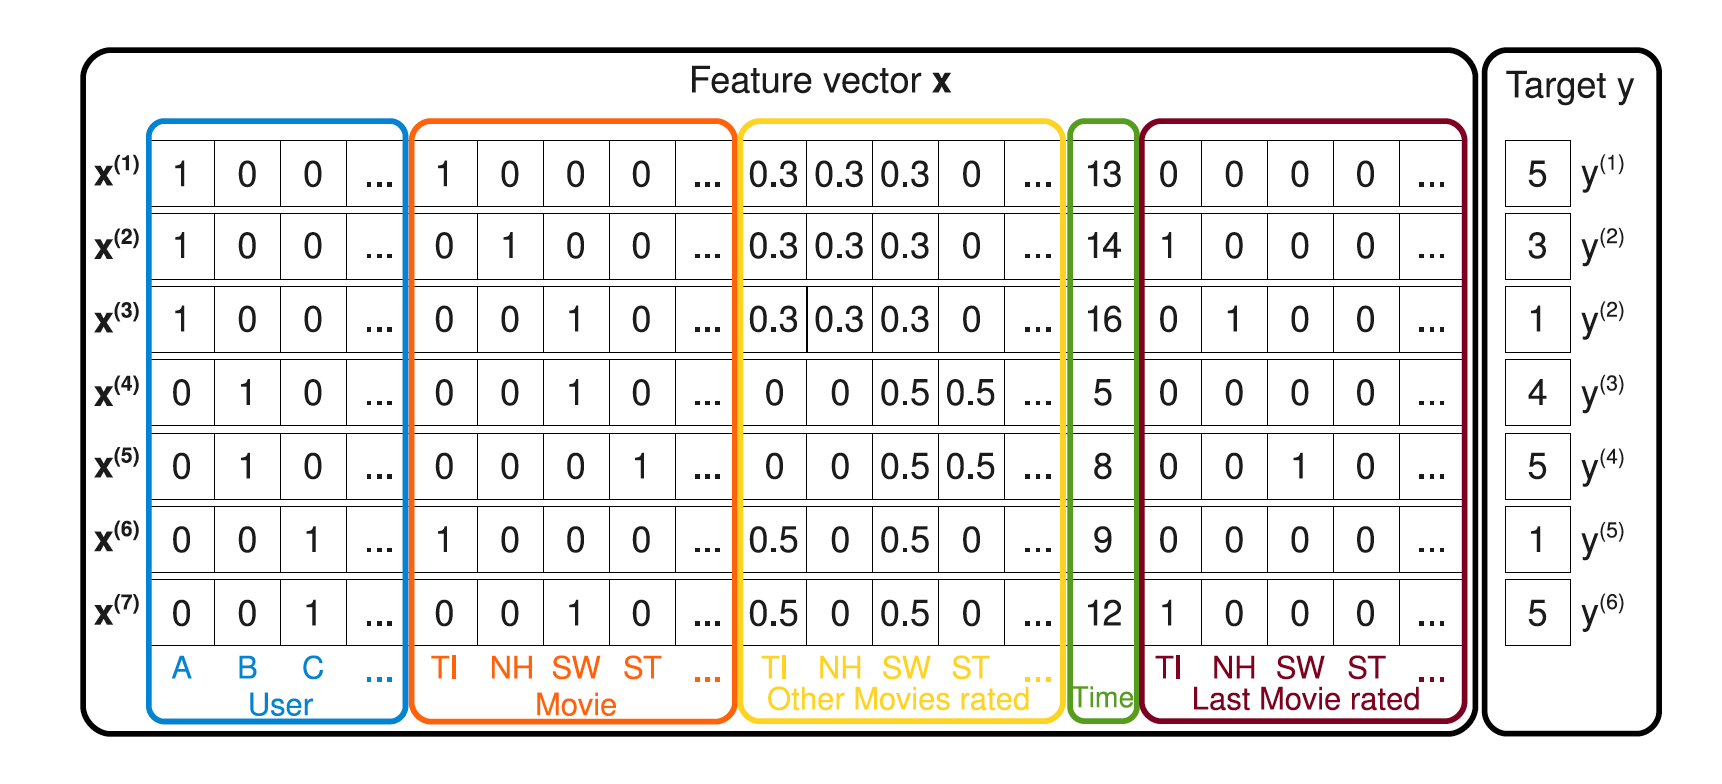 Feature vector x
Target y
x(1) 1 0 0 ... 1 0 0 0 ... 0.3 0.3 0.3 0 ... 13 0 0 0 0 ... 5 y(1)
x(2) 1 0 0 ... 0 1 0 0 ... 0.3 0.3 0.3 0 ... 14 1 0 0 0 ... 3 y(2)
x(3) 1 0 0 ... 0 0 1 0 ... 0.3 0.3 0.3 0 ... 16 0 1 0 0 ... 1 y(2)
x(4) 0 1 0 ... 0 0 1 0 ... 0 0 0.5 0.5 ... 5 0 0 0 0 ... 4 y(3)
x(5) 0 1 0 ... 0 0 0 1 ... 0 0 0.5 0.5 ... 8 0 0 1 0 ... 5 y(4)
x(6) 0 0 1 ... 1 0 0 0 ... 0.5 0 0.5 0 ... 9 0 0 0 0 ... 1 y(5)
x(7) 0 0 1 ... 0 0 1 0 ... 0.5 0 0.5 0 ... 12 1 0 0 0 ... 5 y(6)
A B C ... TI NH SW ST ... TI NH SW ST ... TI NH SW ST ...
User Movie Other Movies rated Time Last Movie rated